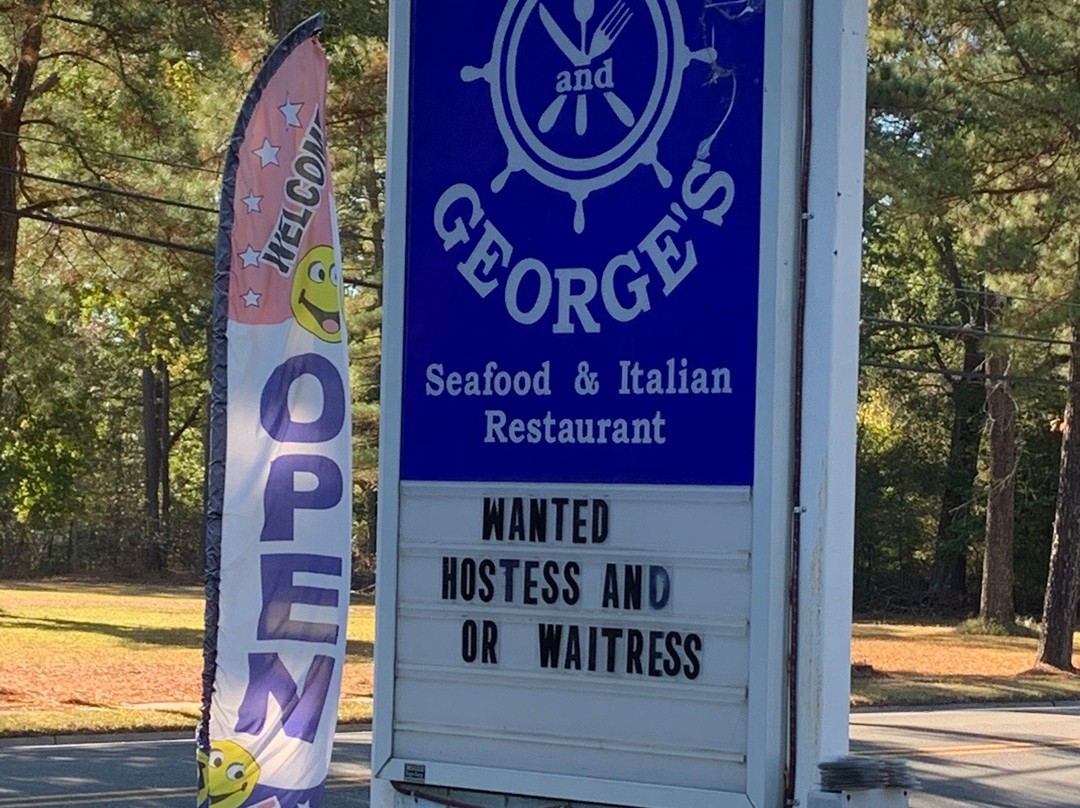 WELCOME
OPEN
and
GEORGE'S
Seafood & Italian
Restaurant
WANTED
HOSTESS AND
OR WAITRESS